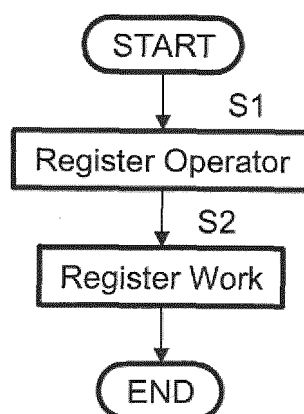 START
S1
Register Operator
S2
Register Work
END